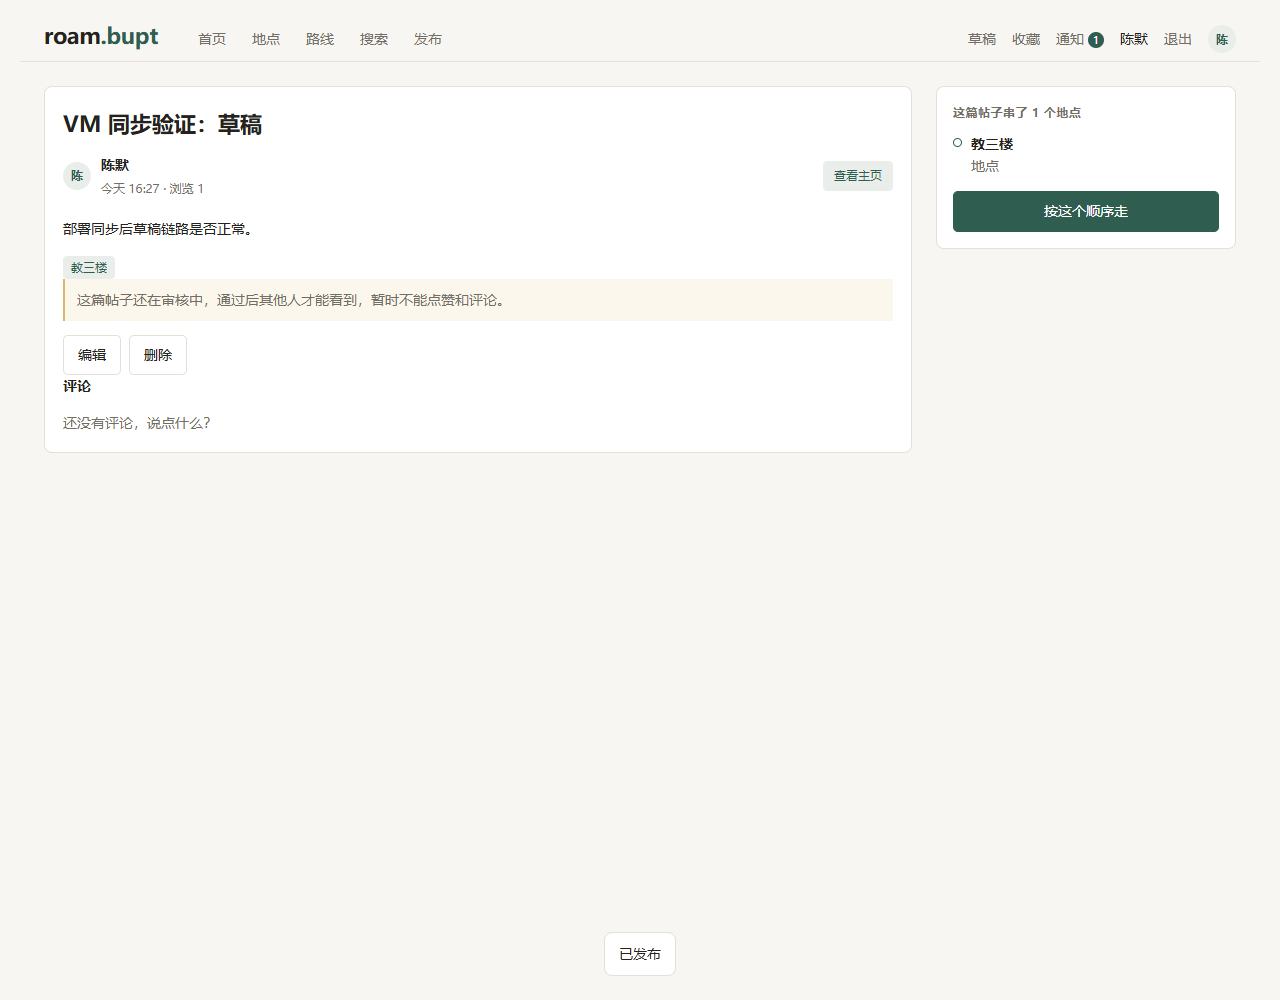 roam.bupt 首页 地点 路线 搜索 发布 草稿 收藏 通知 1 陈默 退出 陈
VM 同步验证：草稿
陈 陈默
今天 16:27 · 浏览 1
查看主页
部署同步后草稿链路是否正常。
教三楼
这篇帖子还在审核中，通过后其他人才能看到，暂时不能点赞和评论。
编辑 删除
评论
还没有评论，说点什么？
这篇帖子串了 1 个地点
教三楼
地点
按这个顺序走
已发布